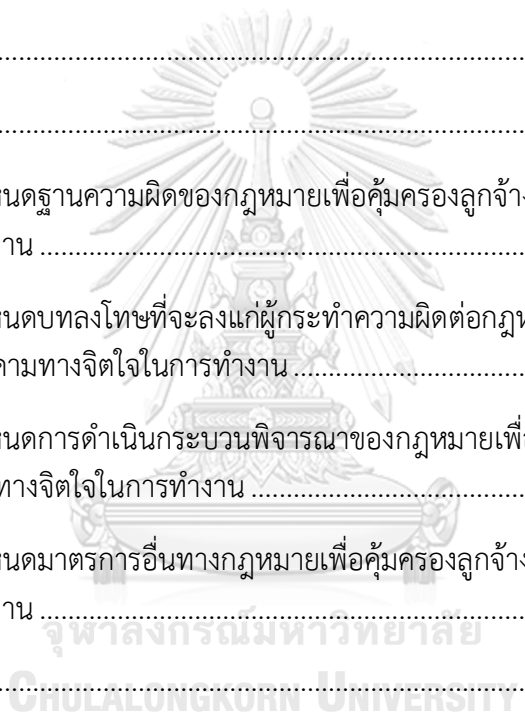 ................................................................
................................................................
หนดฐานความผิดของกฎหมายเพื่อคุ้มครองลูกจ้าง
าน ................................................................
หนดบทลงโทษที่จะลงแก่ผู้กระทำความผิดต่อกฎห
คามทางจิตใจในการทำงาน ................................
หนดการดำเนินกระบวนพิจารณาของกฎหมายเพื่อ
ทางจิตใจในการทำงาน ................................
หนดมาตรการอื่นทางกฎหมายเพื่อคุ้มครองลูกจ้าง
าน ................................................................
จุฬาลงกรณ์มหาวิทยาลัย
................................................................
CHULALONGKORN UNIVERSITY